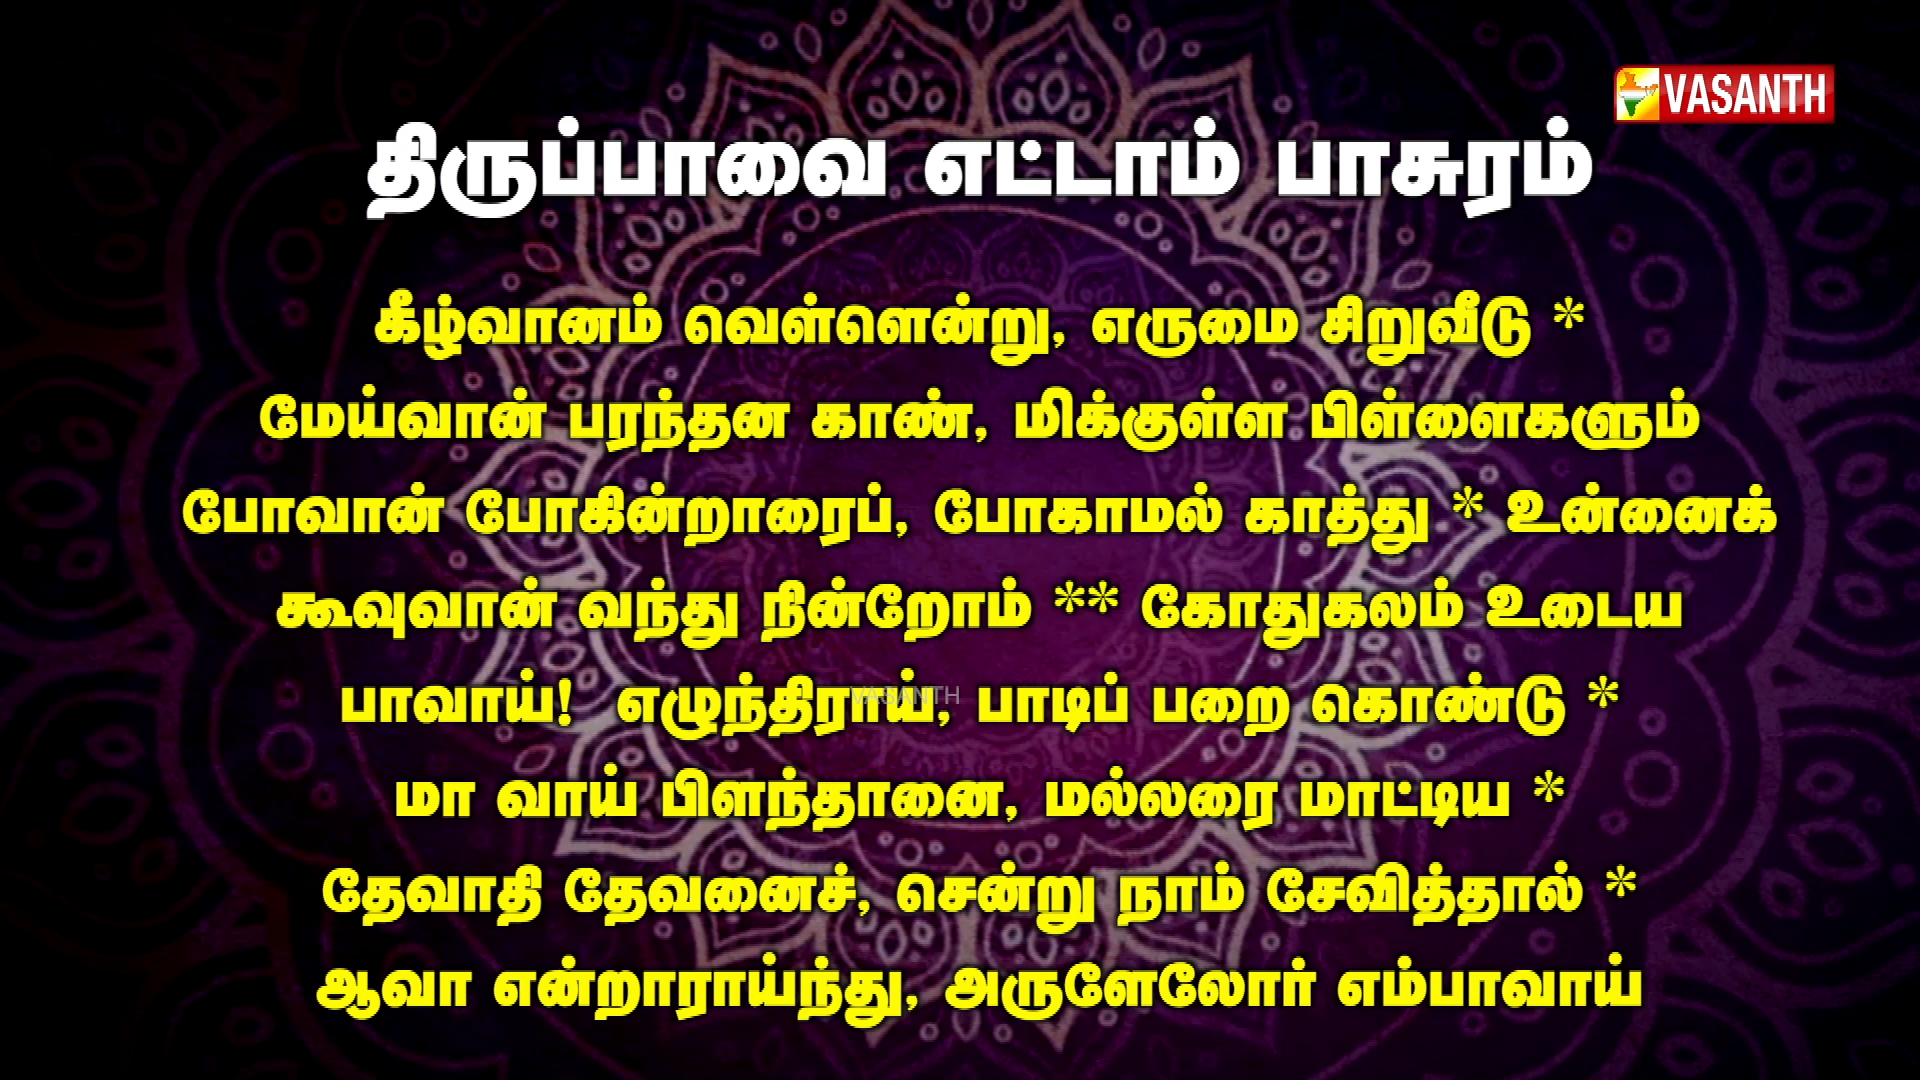 VASANTH
திருப்பாவை எட்டாம் பாசுரம்
கீழ்வானம் வெள்ளென்று, எருமை சிறுவீடு *
மேய்வான் பரந்தன காண், மிக்குள்ள பிள்ளைகளும்
போவான் போகின்றாரைப், போகாமல் காத்து * உன்னைக்
கூவுவான் வந்து நின்றோம் ** கோதுகலம் உடைய
பாவாய்! எழுந்திராய், பாடிப் பறை கொண்டு *
VASANTH
மா வாய் பிளந்தானை, மல்லரை மாட்டிய *
தேவாதி தேவனைச், சென்று நாம் சேவித்தால் *
ஆவா என்றாராய்ந்து, அருளேலோர் எம்பாவாய்